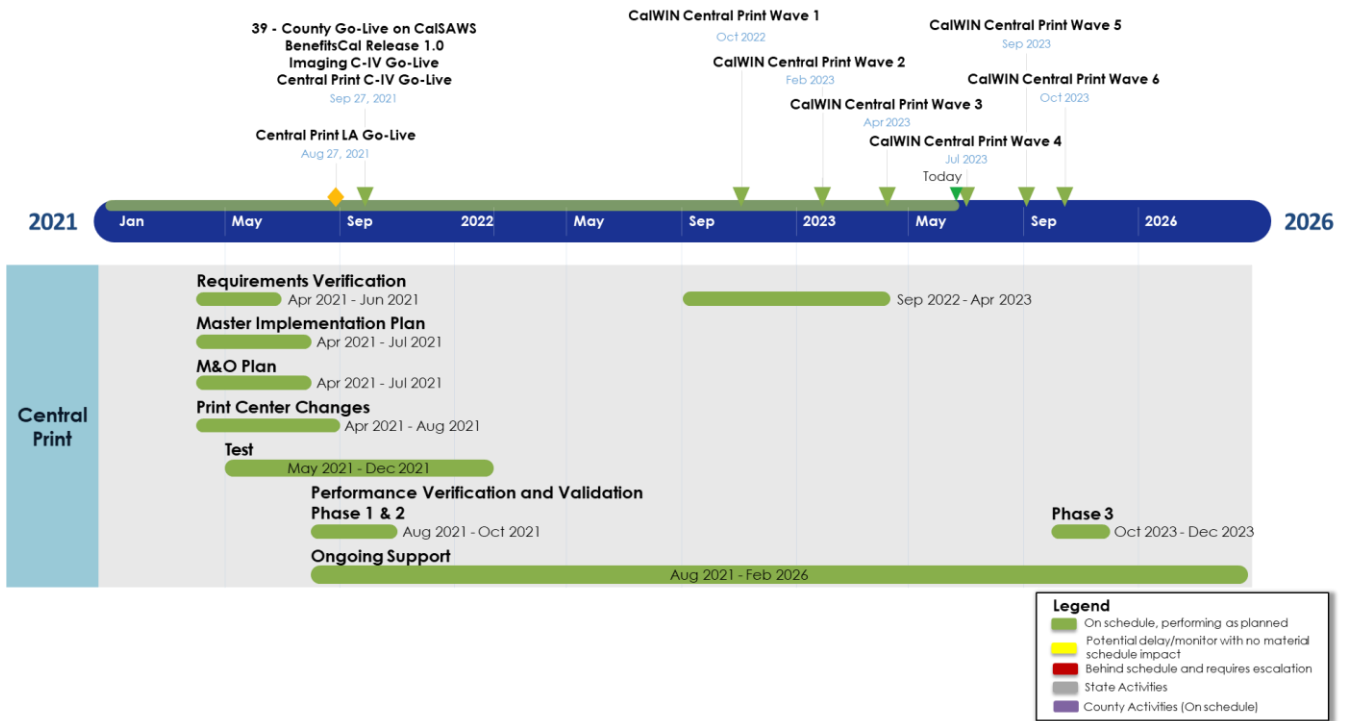 39 - County Go-Live on CalSAWS
BenefitsCal Release 1.0
Imaging C-IV Go-Live
Central Print C-IV Go-Live
Sep 27, 2021
Central Print LA Go-Live
Aug 27, 2021
CalWIN Central Print Wave 1
Oct 2022
CalWIN Central Print Wave 2
Feb 2023
CalWIN Central Print Wave 3
Apr 2023
CalWIN Central Print Wave 4
Jul 2023
CalWIN Central Print Wave 5
Sep 2023
CalWIN Central Print Wave 6
Oct 2023
Today
2021 Jan May Sep 2022 May Sep 2023 May Sep 2026 2026
Central
Print
Requirements Verification
Apr 2021 - Jun 2021 Sep 2022 - Apr 2023
Master Implementation Plan
Apr 2021 - Jul 2021
M&O Plan
Apr 2021 - Jul 2021
Print Center Changes
Apr 2021 - Aug 2021
Test
May 2021 - Dec 2021
Performance Verification and Validation
Phase 1 & 2 Phase 3
Aug 2021 - Oct 2021 Oct 2023 - Dec 2023
Ongoing Support
Aug 2021 - Feb 2026
Legend
On schedule, performing as planned
Potential delay/monitor with no material
schedule impact
Behind schedule and requires escalation
State Activities
County Activities (On schedule)